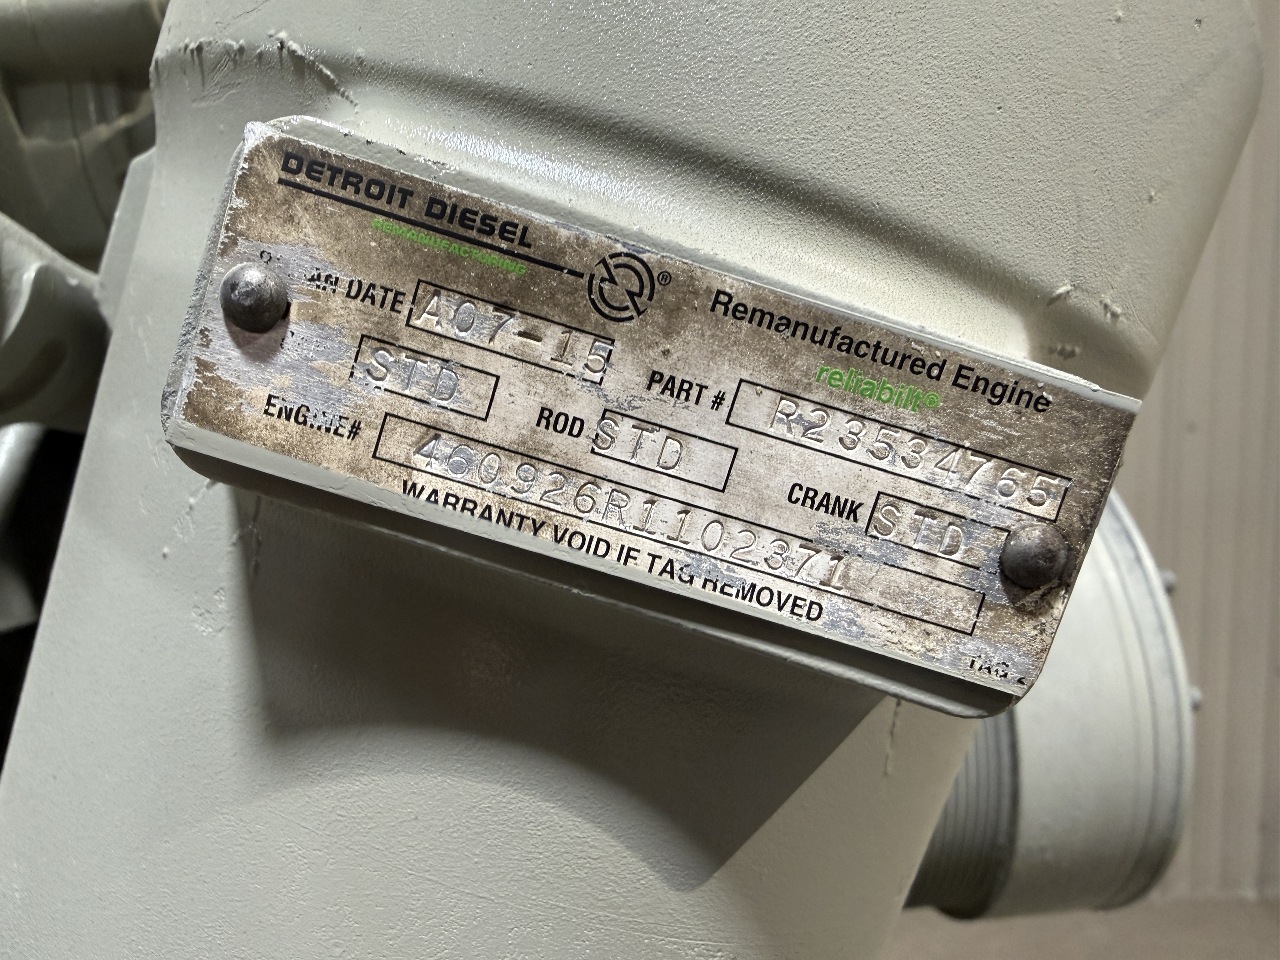 DETROIT DIESEL
REMANUFACTURING
®
Remanufactured Engine
reliabilt®
DATE A07-15
PART # R23534765
STD
ROD STD
CRANK STD
ENGINE# 460926R1102371
WARRANTY VOID IF TAG REMOVED
TAG